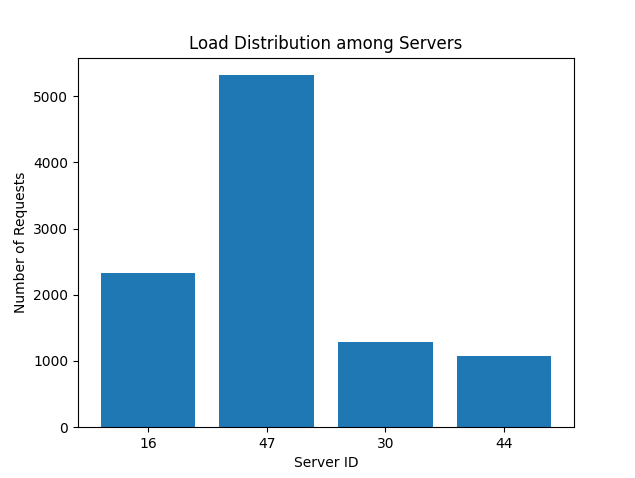 Load Distribution among Servers
Number of Requests
5000
4000
3000
2000
1000
0
16 47 30 44
Server ID